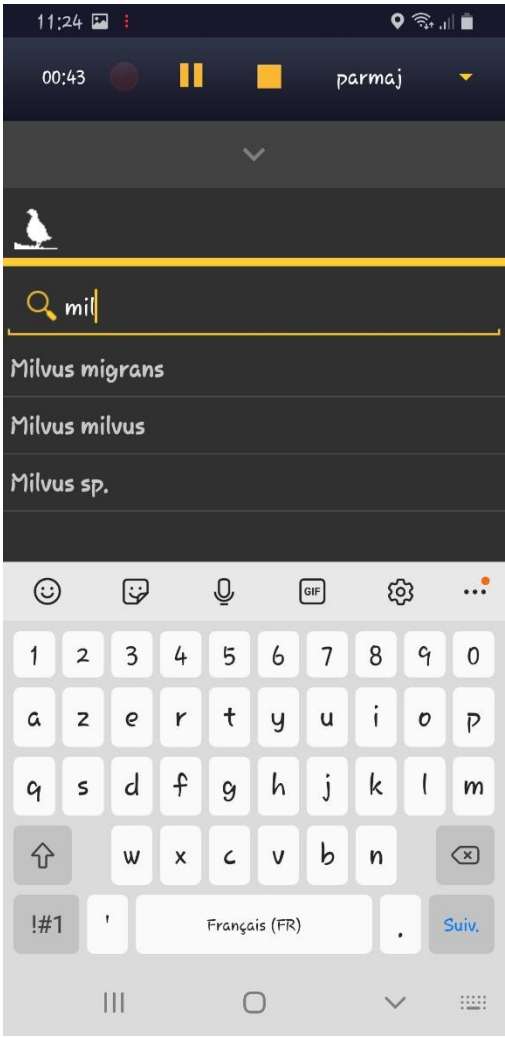 11:24
00:43 parmaj
mil
Milvus migrans
Milvus milvus
Milvus sp.
GIF
1 2 3 4 5 6 7 8 9 0
a z e r t y u i o p
q s d f g h j k l m
w x c v b n
!#1 ' Français (FR) . Suiv.